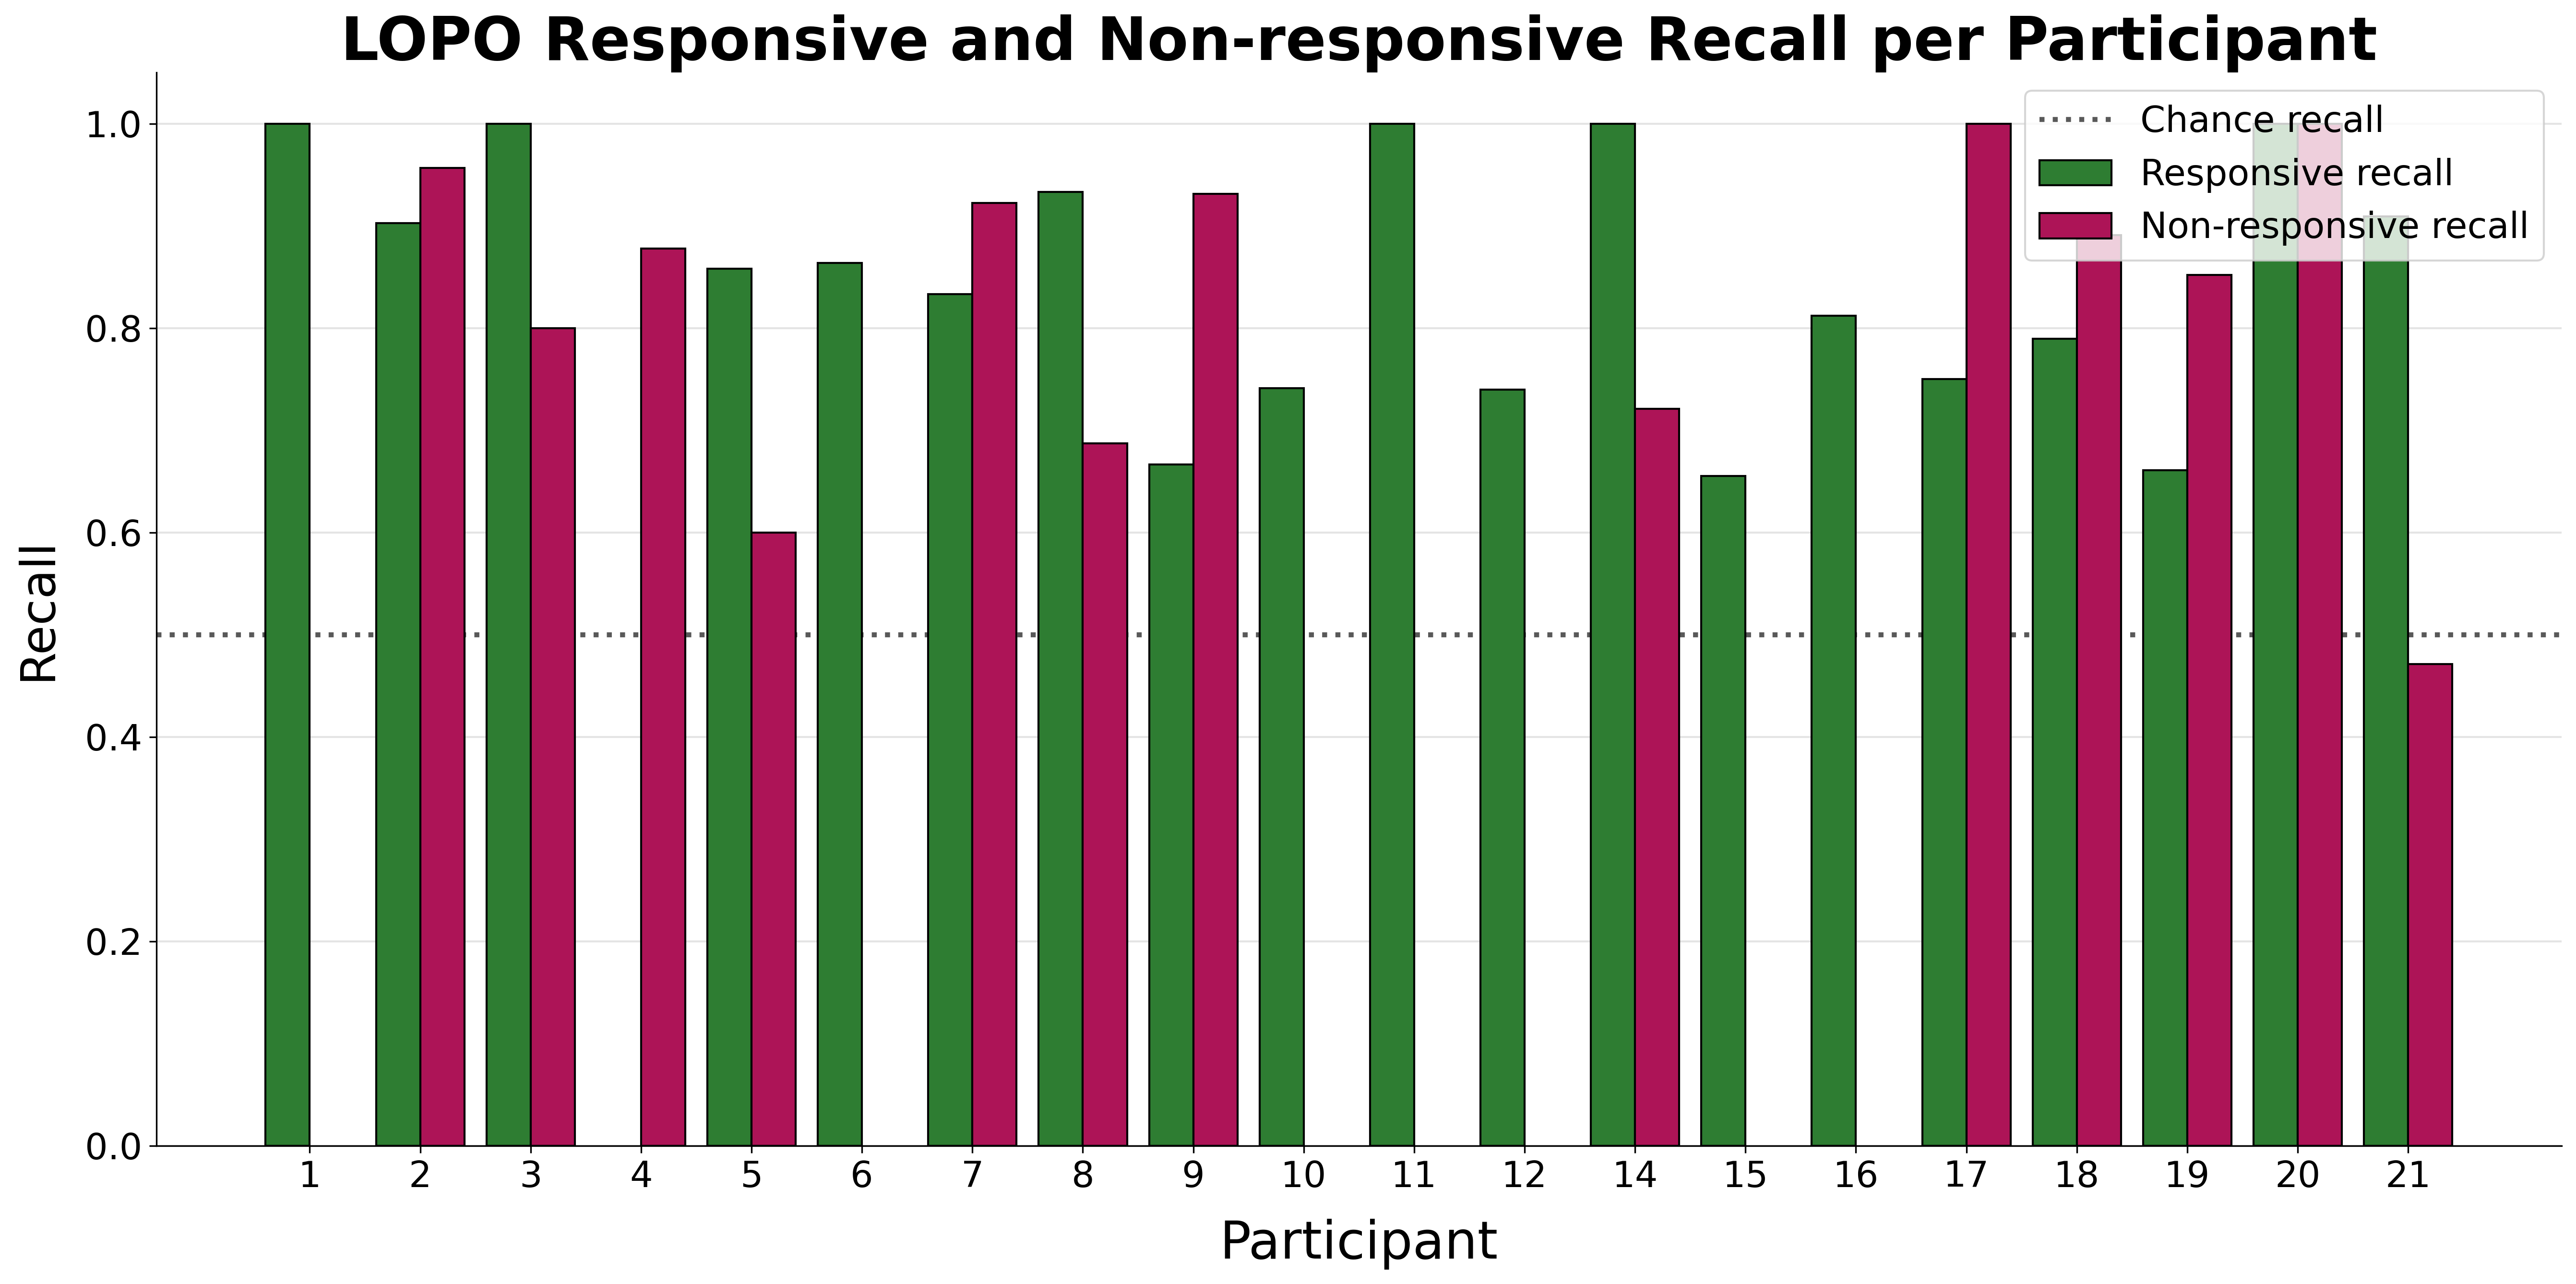 LOPO Responsive and Non-responsive Recall per Participant
Chance recall
Responsive recall
Non-responsive recall
1.0
0.8
0.6
0.4
0.2
0.0
Recall
1 2 3 4 5 6 7 8 9 10 11 12 14 15 16 17 18 19 20 21
Participant